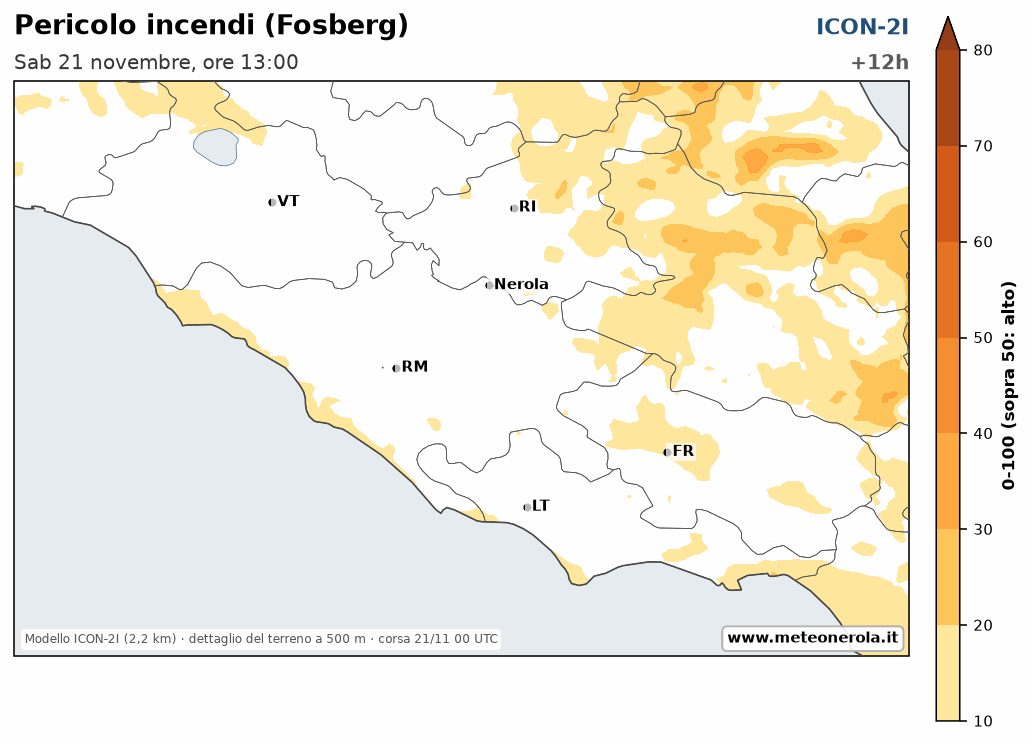 Pericolo incendi (Fosberg)
ICON-2I
Sab 21 novembre, ore 13:00
+12h
VT
RI
Nerola
RM
FR
LT
Modello ICON-2I (2,2 km) · dettaglio del terreno a 500 m · corsa 21/11 00 UTC
www.meteonerola.it
80
70
60
50
40
30
20
10
0-100 (sopra 50: alto)